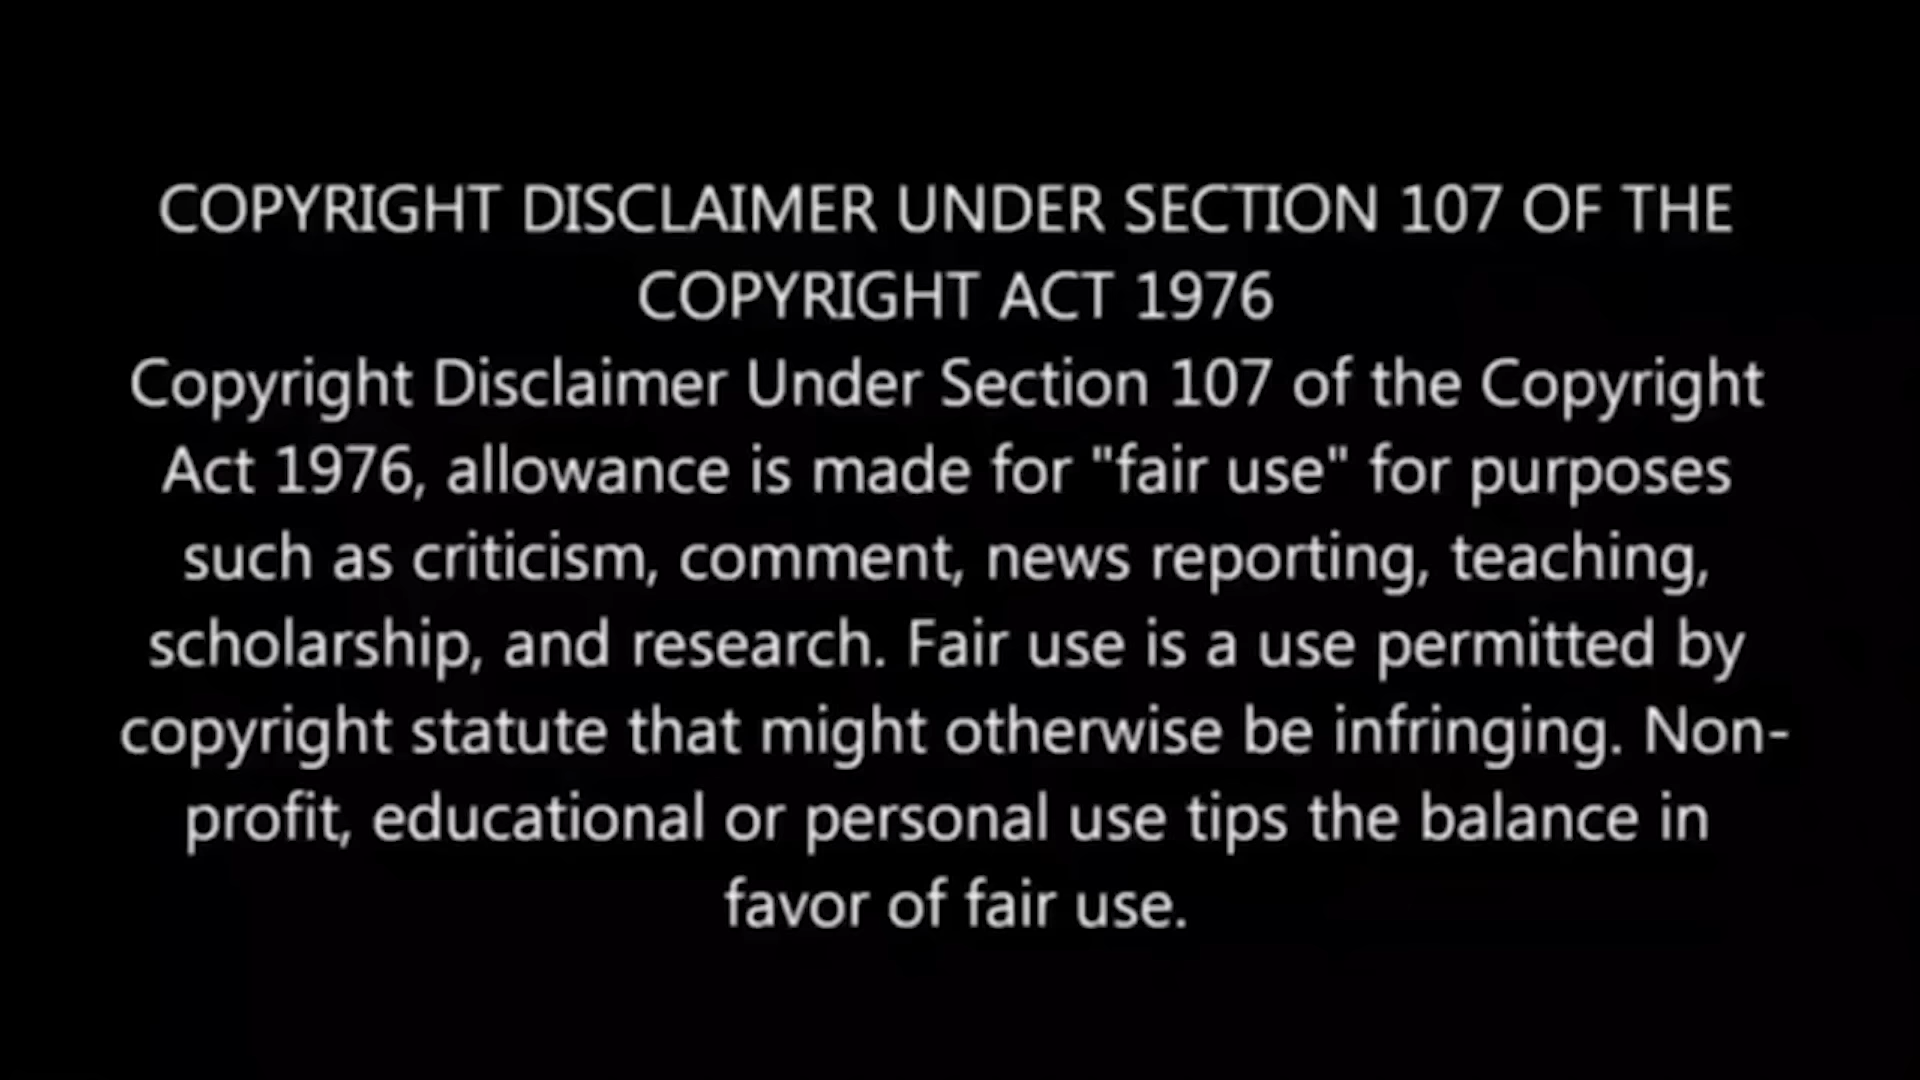 COPYRIGHT DISCLAIMER UNDER SECTION 107 OF THE
COPYRIGHT ACT 1976
Copyright Disclaimer Under Section 107 of the Copyright
Act 1976, allowance is made for "fair use" for purposes
such as criticism, comment, news reporting, teaching,
scholarship, and research. Fair use is a use permitted by
copyright statute that might otherwise be infringing. Non-
profit, educational or personal use tips the balance in
favor of fair use.